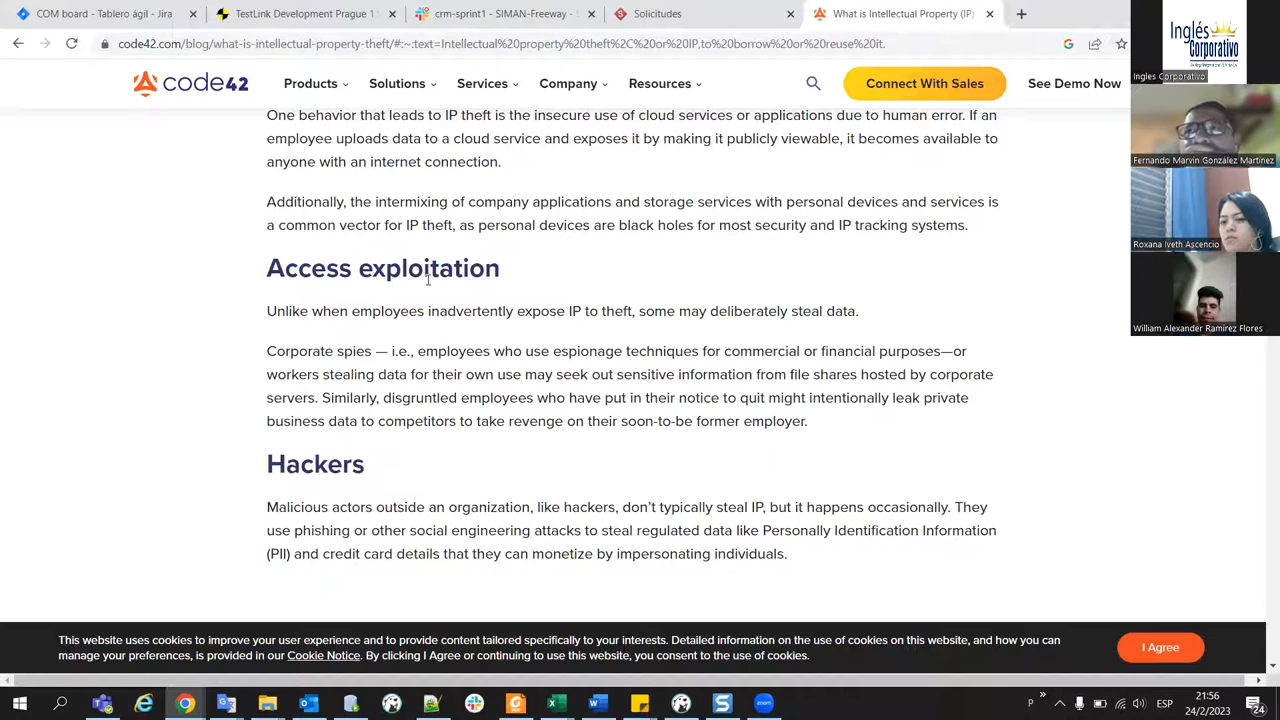 COM board - Tablero ágil - Jira
TestLink Development Prague 1
crm-sprint1 - SIMAN-Freeway -
Solicitudes
What is Intellectual Property (IP)
code42.com/blog/what-is-intellectual-property-theft/#:~:text=Intellectual%20property%20theft%2C%20or%20IP,to%20borrow%20or%20reuse%20it.
code42
Products
Solutions
Services
Company
Resources
Connect With Sales
See Demo Now
One behavior that leads to IP theft is the insecure use of cloud services or applications due to human error. If an
employee uploads data to a cloud service and exposes it by making it publicly viewable, it becomes available to
anyone with an internet connection.
Additionally, the intermixing of company applications and storage services with personal devices and services is
a common vector for IP theft, as personal devices are black holes for most security and IP tracking systems.
Access exploitation
Unlike when employees inadvertently expose IP to theft, some may deliberately steal data.
Corporate spies — i.e., employees who use espionage techniques for commercial or financial purposes—or
workers stealing data for their own use may seek out sensitive information from file shares hosted by corporate
servers. Similarly, disgruntled employees who have put in their notice to quit might intentionally leak private
business data to competitors to take revenge on their soon-to-be former employer.
Hackers
Malicious actors outside an organization, like hackers, don’t typically steal IP, but it happens occasionally. They
use phishing or other social engineering attacks to steal regulated data like Personally Identification Information
(PII) and credit card details that they can monetize by impersonating individuals.
This website uses cookies to improve your user experience and to provide content tailored specifically to your interests. Detailed information on the use of cookies on this website, and how you can
manage your preferences, is provided in our Cookie Notice. By clicking I Agree or continuing to use this website, you consent to the use of cookies.
I Agree
Inglés
Corporativo
Ingles Corporativo
Fernando Marvin González Martinez
Roxana Iveth Ascencio
William Alexander Ramirez Flores
P
ESP
21:56
24/2/2023
24